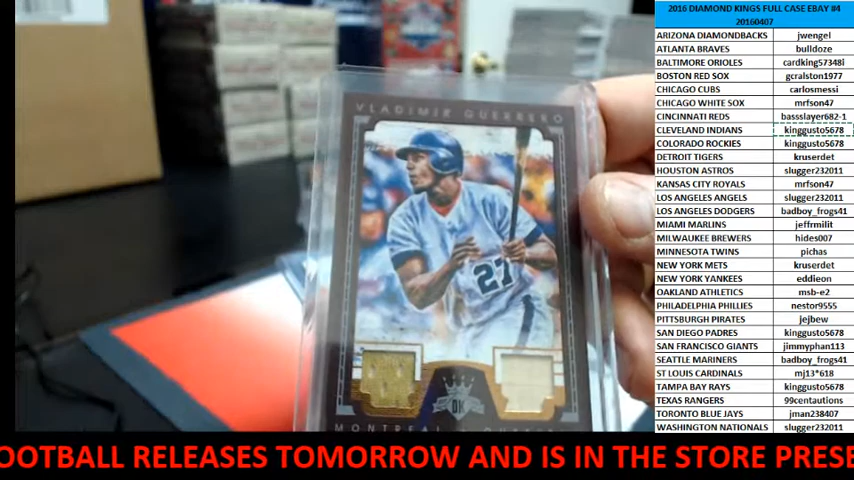 2016 DIAMOND KINGS FULL CASE EBAY #4
20160407
ARIZONA DIAMONDBACKS jwengel
ATLANTA BRAVES bulldoze
BALTIMORE ORIOLES cardking57348i
BOSTON RED SOX gcralston1977
CHICAGO CUBS carlosmessi
CHICAGO WHITE SOX mrfson47
CINCINNATI REDS bassslayer682-1
CLEVELAND INDIANS kinggusto5678
COLORADO ROCKIES kinggusto5678
DETROIT TIGERS kruserdet
HOUSTON ASTROS slugger232011
KANSAS CITY ROYALS mrfson47
LOS ANGELES ANGELS slugger232011
LOS ANGELES DODGERS badboy_frogs41
MIAMI MARLINS jeffrmilit
MILWAUKEE BREWERS hides007
MINNESOTA TWINS pichas
NEW YORK METS kruserdet
NEW YORK YANKEES eddieon
OAKLAND ATHLETICS msb-e2
PHILADELPHIA PHILLIES nestor9555
PITTSBURGH PIRATES jejbew
SAN DIEGO PADRES kinggusto5678
SAN FRANCISCO GIANTS jimmyphan113
SEATTLE MARINERS badboy_frogs41
ST LOUIS CARDINALS mj13*618
TAMPA BAY RAYS kinggusto5678
TEXAS RANGERS 99centautions
TORONTO BLUE JAYS jman238407
WASHINGTON NATIONALS slugger232011
VLADIMIR GUERRERO
27
DK
MONTREAL
OOTBALL RELEASES TOMORROW AND IS IN THE STORE PRESE